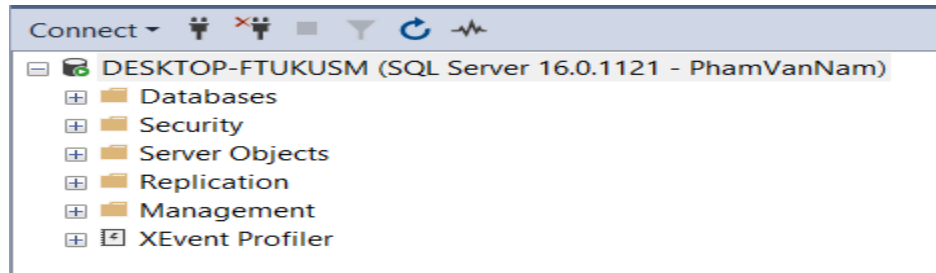 Connect
DESKTOP-FTUKUSM (SQL Server 16.0.1121 - PhamVanNam)
Databases
Security
Server Objects
Replication
Management
XEvent Profiler